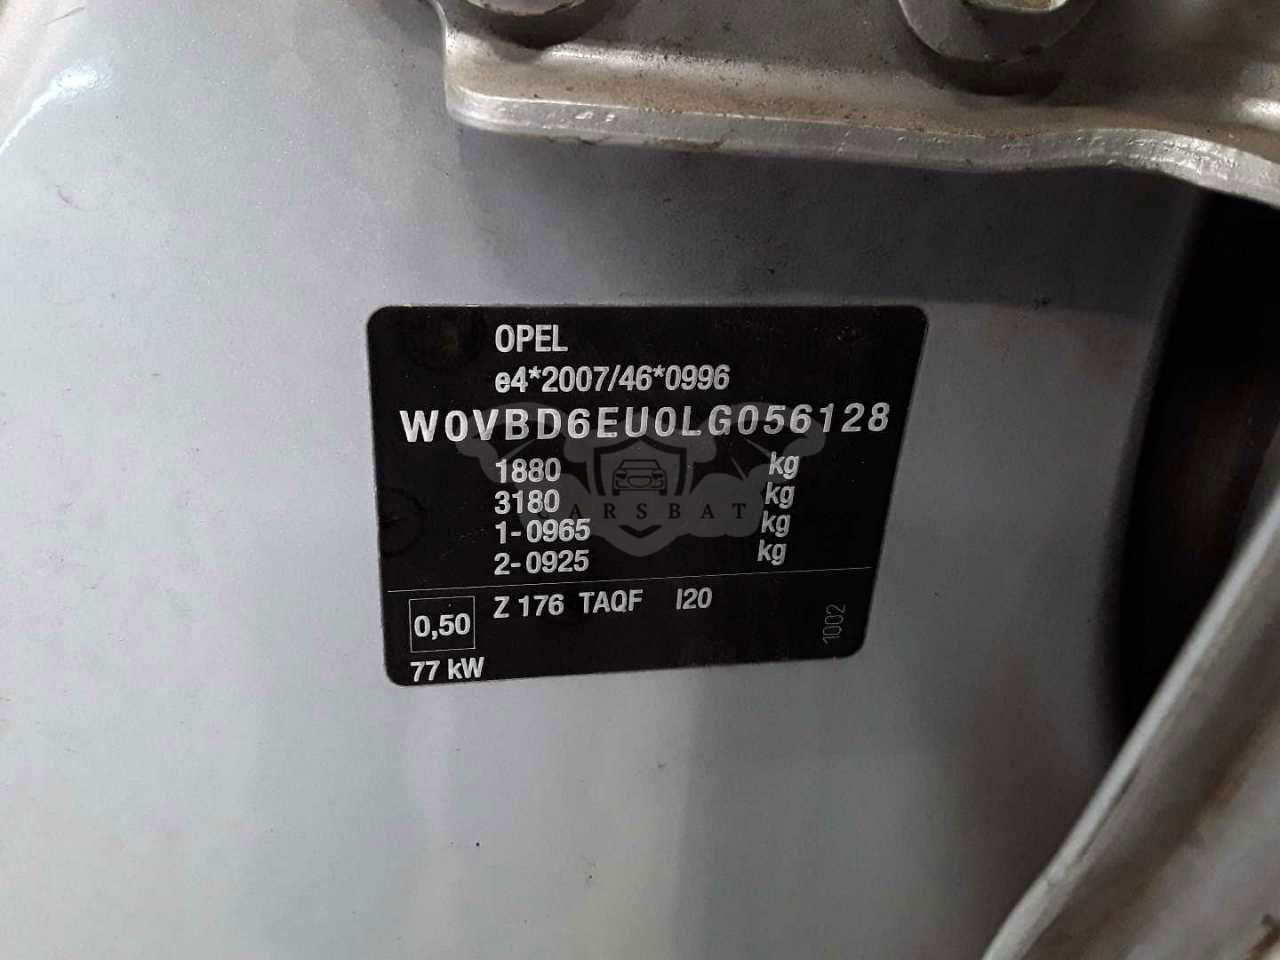 OPEL
e4*2007/46*0996
W0VBD6EU0LG056128
1880 kg
3180 kg
1-0965 kg
2-0925 kg
CARSBAT
0,50 Z 176 TAQF I20
77 kW
1002